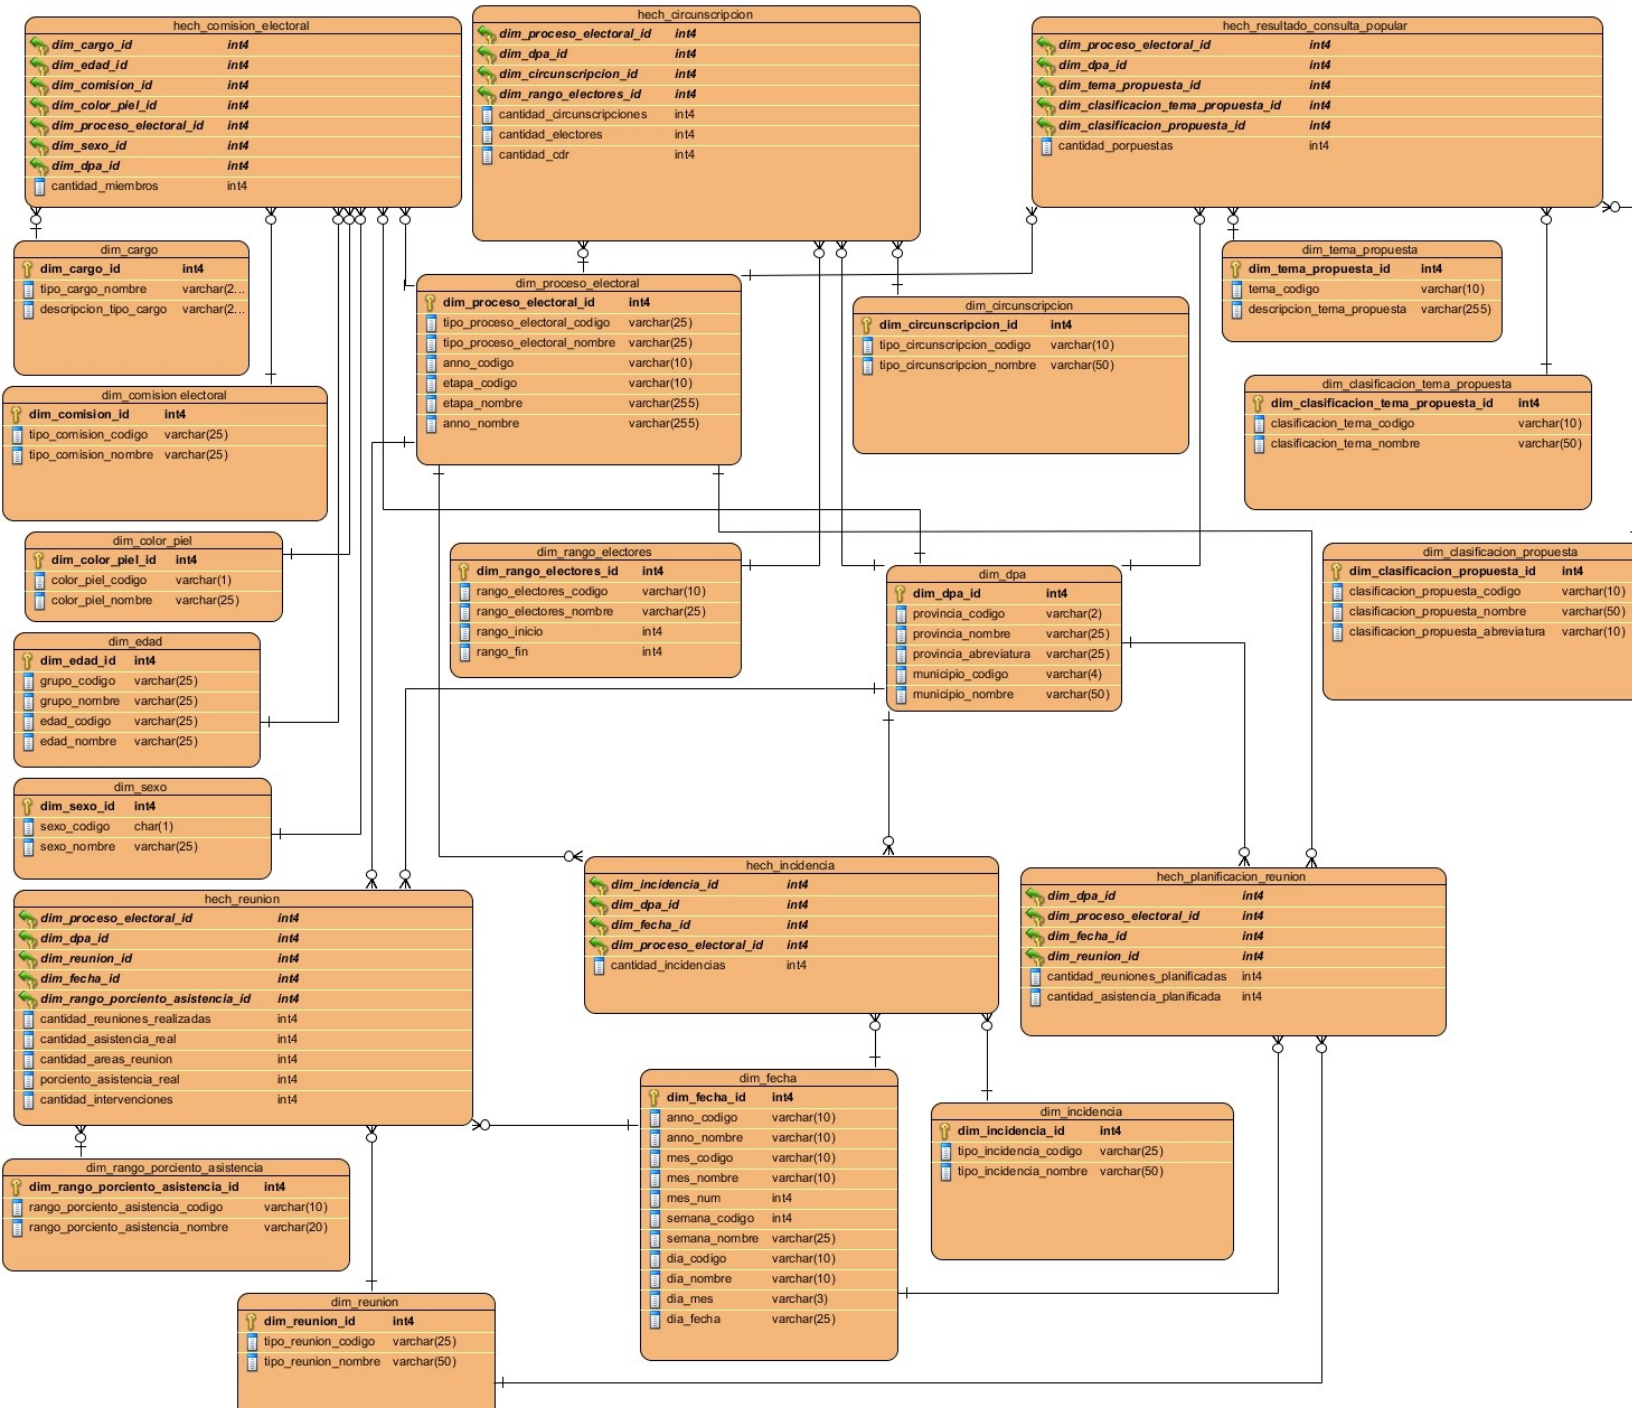 hech_comision_electoral
dim_cargo_id int4
dim_edad_id int4
dim_comision_id int4
dim_color_piel_id int4
dim_proceso_electoral_id int4
dim_sexo_id int4
dim_dpa_id int4
cantidad_miembros int4
hech_circunscripcion
dim_proceso_electoral_id int4
dim_dpa_id int4
dim_circunscripcion_id int4
dim_rango_electores_id int4
cantidad_circunscripciones int4
cantidad_electores int4
cantidad_cdr int4
hech_resultado_consulta_popular
dim_proceso_electoral_id int4
dim_dpa_id int4
dim_tema_propuesta_id int4
dim_clasificacion_tema_propuesta_id int4
dim_clasificacion_propuesta_id int4
cantidad_porpuestas int4
dim_cargo
dim_cargo_id int4
tipo_cargo_nombre varchar(2...
descripcion_tipo_cargo varchar(2...
dim_proceso_electoral
dim_proceso_electoral_id int4
tipo_proceso_electoral_codigo varchar(25)
tipo_proceso_electoral_nombre varchar(25)
anno_codigo varchar(10)
etapa_codigo varchar(10)
etapa_nombre varchar(255)
anno_nombre varchar(255)
dim_circunscripcion
dim_circunscripcion_id int4
tipo_circunscripcion_codigo varchar(10)
tipo_circunscripcion_nombre varchar(50)
dim_tema_propuesta
dim_tema_propuesta_id int4
tema_codigo varchar(10)
descripcion_tema_propuesta varchar(255)
dim_comision electoral
dim_comision_id int4
tipo_comision_codigo varchar(25)
tipo_comision_nombre varchar(25)
dim_clasificacion_tema_propuesta
dim_clasificacion_tema_propuesta_id int4
clasificacion_tema_codigo varchar(10)
clasificacion_tema_nombre varchar(50)
dim_color_piel
dim_color_piel_id int4
color_piel_codigo varchar(1)
color_piel_nombre varchar(25)
dim_rango_electores
dim_rango_electores_id int4
rango_electores_codigo varchar(10)
rango_electores_nombre varchar(25)
rango_inicio int4
rango_fin int4
dim_dpa
dim_dpa_id int4
provincia_codigo varchar(2)
provincia_nombre varchar(25)
provincia_abreviatura varchar(25)
municipio_codigo varchar(4)
municipio_nombre varchar(50)
dim_clasificacion_propuesta
dim_clasificacion_propuesta_id int4
clasificacion_propuesta_codigo varchar(10)
clasificacion_propuesta_nombre varchar(50)
clasificacion_propuesta_abreviatura varchar(10)
dim_edad
dim_edad_id int4
grupo_codigo varchar(25)
grupo_nombre varchar(25)
edad_codigo varchar(25)
edad_nombre varchar(25)
dim_sexo
dim_sexo_id int4
sexo_codigo char(1)
sexo_nombre varchar(25)
hech_reunion
dim_proceso_electoral_id int4
dim_dpa_id int4
dim_reunion_id int4
dim_fecha_id int4
dim_rango_porciento_asistencia_id int4
cantidad_reuniones_realizadas int4
cantidad_asistencia_real int4
cantidad_areas_reunion int4
porciento_asistencia_real int4
cantidad_intervenciones int4
hech_incidencia
dim_incidencia_id int4
dim_dpa_id int4
dim_fecha_id int4
dim_proceso_electoral_id int4
cantidad_incidencias int4
hech_planificacion_reunion
dim_dpa_id int4
dim_proceso_electoral_id int4
dim_fecha_id int4
dim_reunion_id int4
cantidad_reuniones_planificadas int4
cantidad_asistencia_planificada int4
dim_rango_porciento_asistencia
dim_rango_porciento_asistencia_id int4
rango_porciento_asistencia_codigo varchar(10)
rango_porciento_asistencia_nombre varchar(20)
dim_fecha
dim_fecha_id int4
anno_codigo varchar(10)
anno_nombre varchar(10)
mes_codigo varchar(10)
mes_nombre varchar(10)
mes_num int4
semana_codigo int4
semana_nombre varchar(25)
dia_codigo varchar(10)
dia_nombre varchar(10)
dia_mes varchar(3)
dia_fecha varchar(25)
dim_incidencia
dim_incidencia_id int4
tipo_incidencia_codigo varchar(25)
tipo_incidencia_nombre varchar(50)
dim_reunion
dim_reunion_id int4
tipo_reunion_codigo varchar(25)
tipo_reunion_nombre varchar(50)